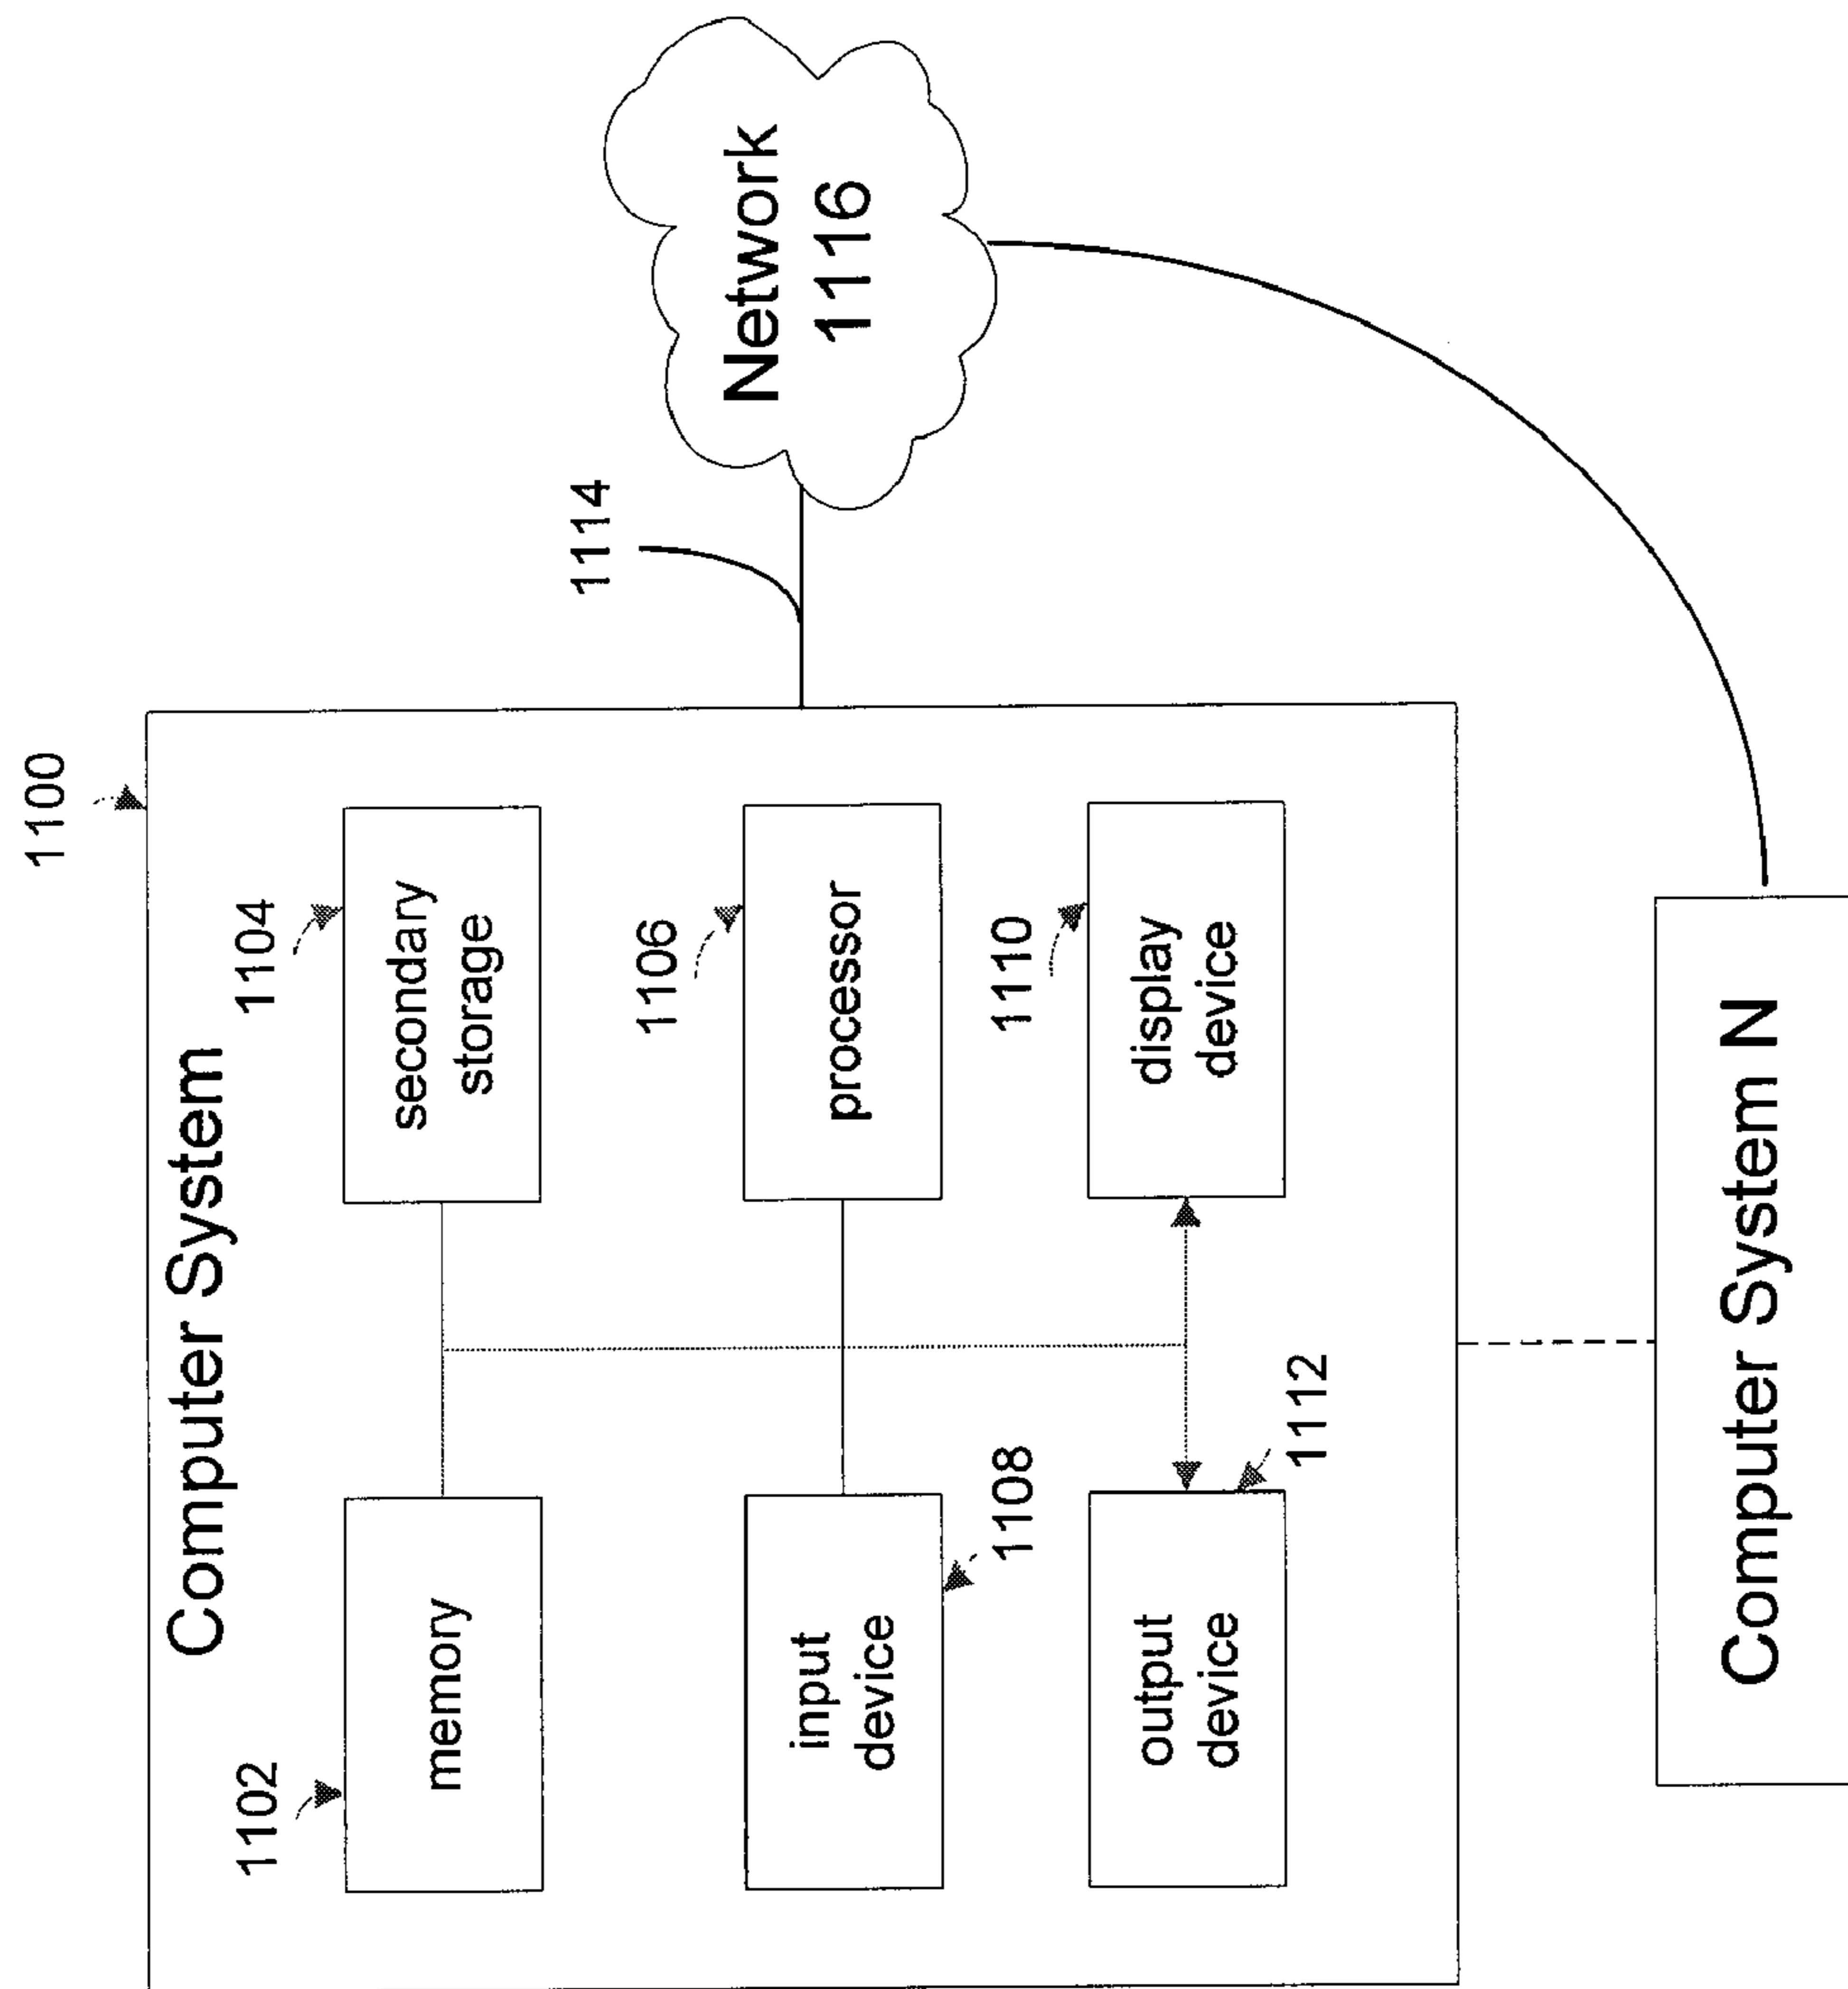 1100
Computer System
1102
memory
1104
secondary
storage
input
device
1108
1106
processor
output
device
1112
1110
display
device
1114
Network
1116
Computer System N